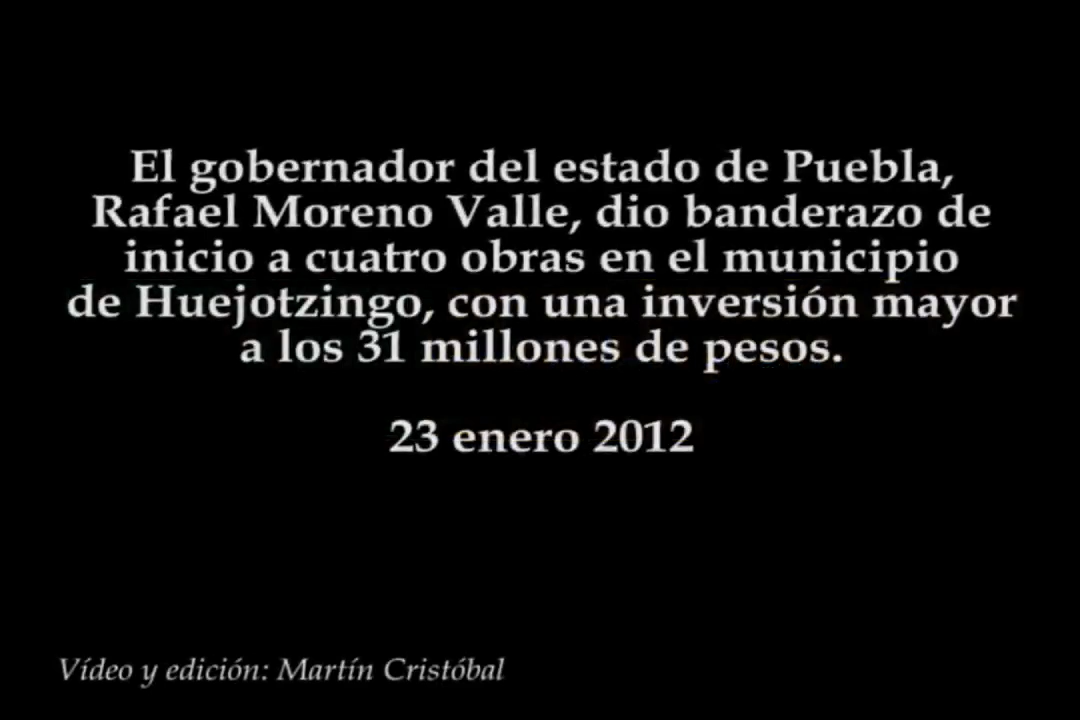 El gobernador del estado de Puebla,
Rafael Moreno Valle, dio banderazo de
inicio a cuatro obras en el municipio
de Huejotzingo, con una inversión mayor
a los 31 millones de pesos.
23 enero 2012
Vídeo y edición: Martín Cristóbal